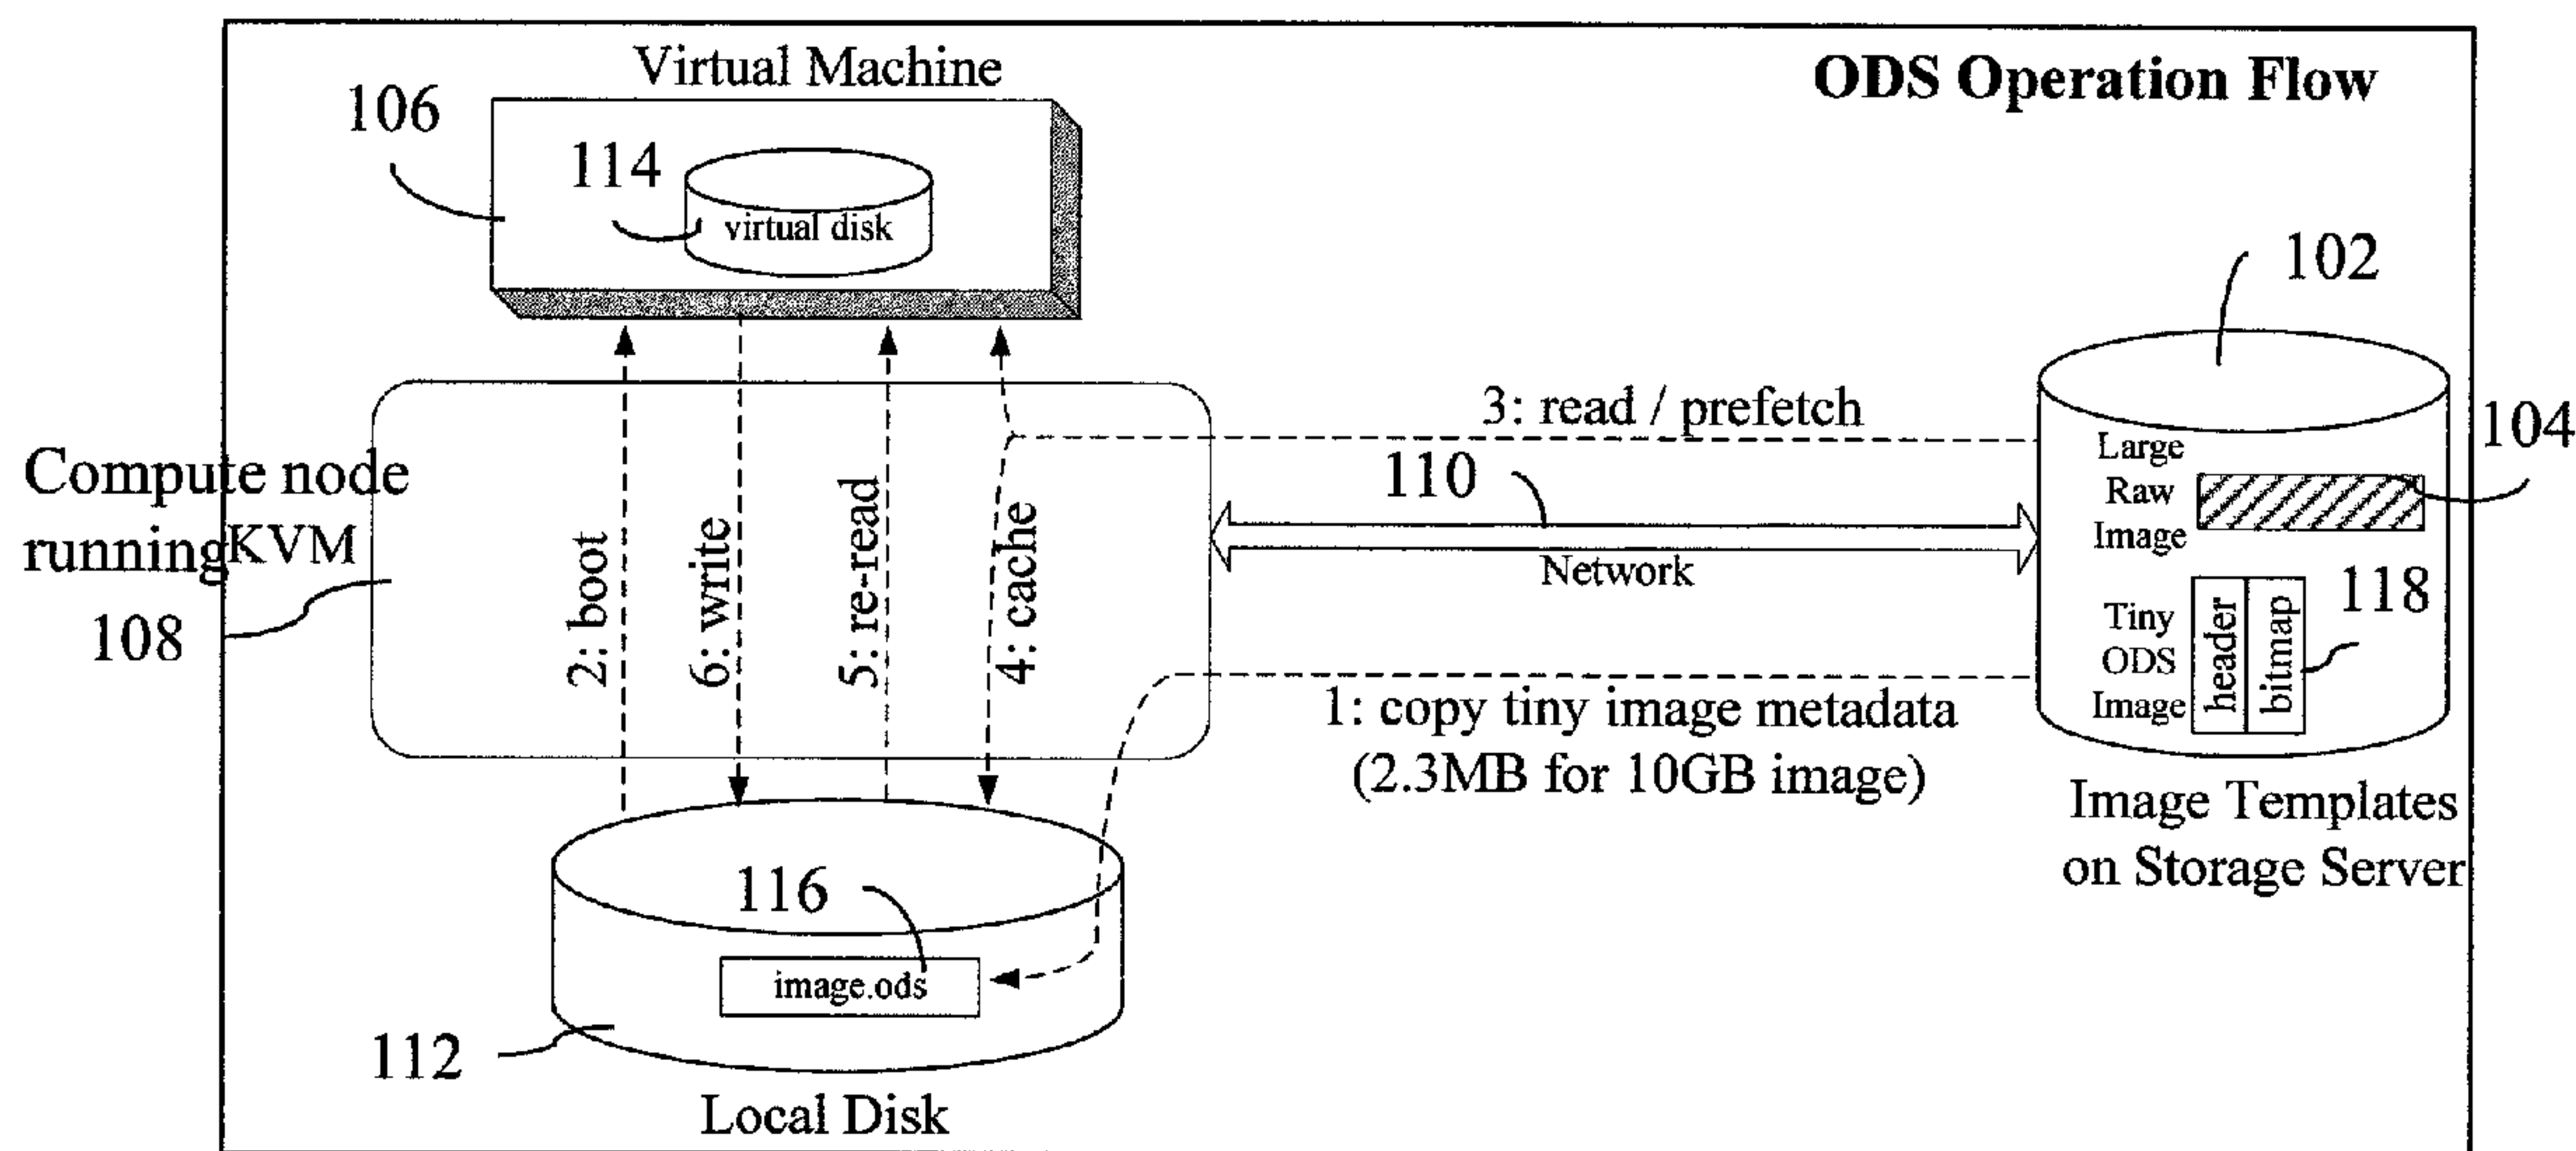 Virtual Machine
ODS Operation Flow
106
114
virtual disk
102
3: read / prefetch
104
Large
Raw
Image
110
Network
Compute node
running KVM
108
2: boot
6: write
5: re-read
4: cache
118
Tiny
ODS
Image
header
bitmap
1: copy tiny image metadata
(2.3MB for 10GB image)
Image Templates
on Storage Server
116
image.ods
112
Local Disk